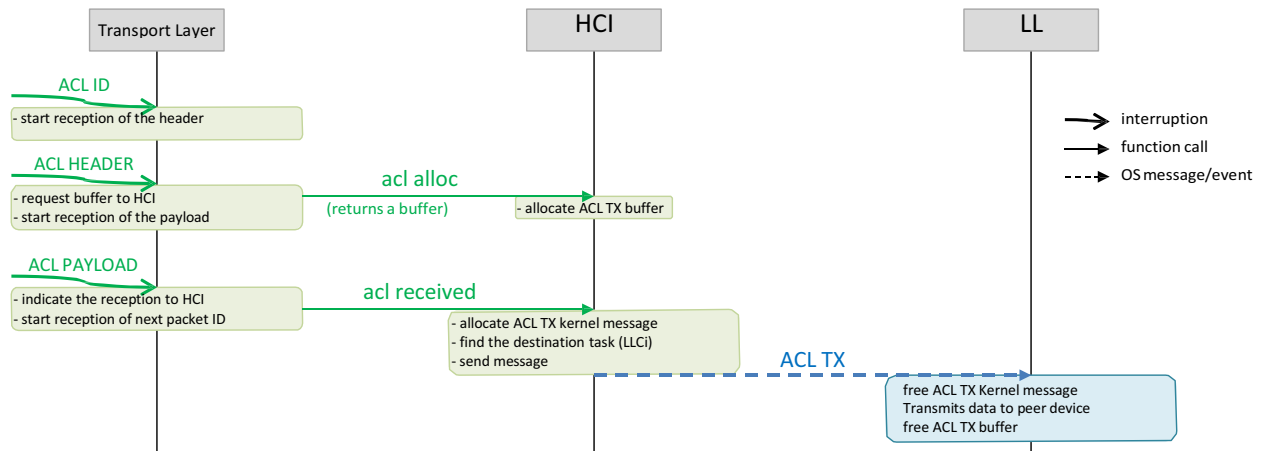 Transport Layer
HCI
LL
ACL ID
- start reception of the header
interruption
function call
OS message/event
ACL HEADER
- request buffer to HCI
- start reception of the payload
acl alloc
(returns a buffer)
- allocate ACL TX buffer
ACL PAYLOAD
- indicate the reception to HCI
- start reception of next packet ID
acl received
- allocate ACL TX kernel message
- find the destination task (LLCi)
- send message
ACL TX
free ACL TX Kernel message
Transmits data to peer device
free ACL TX buffer